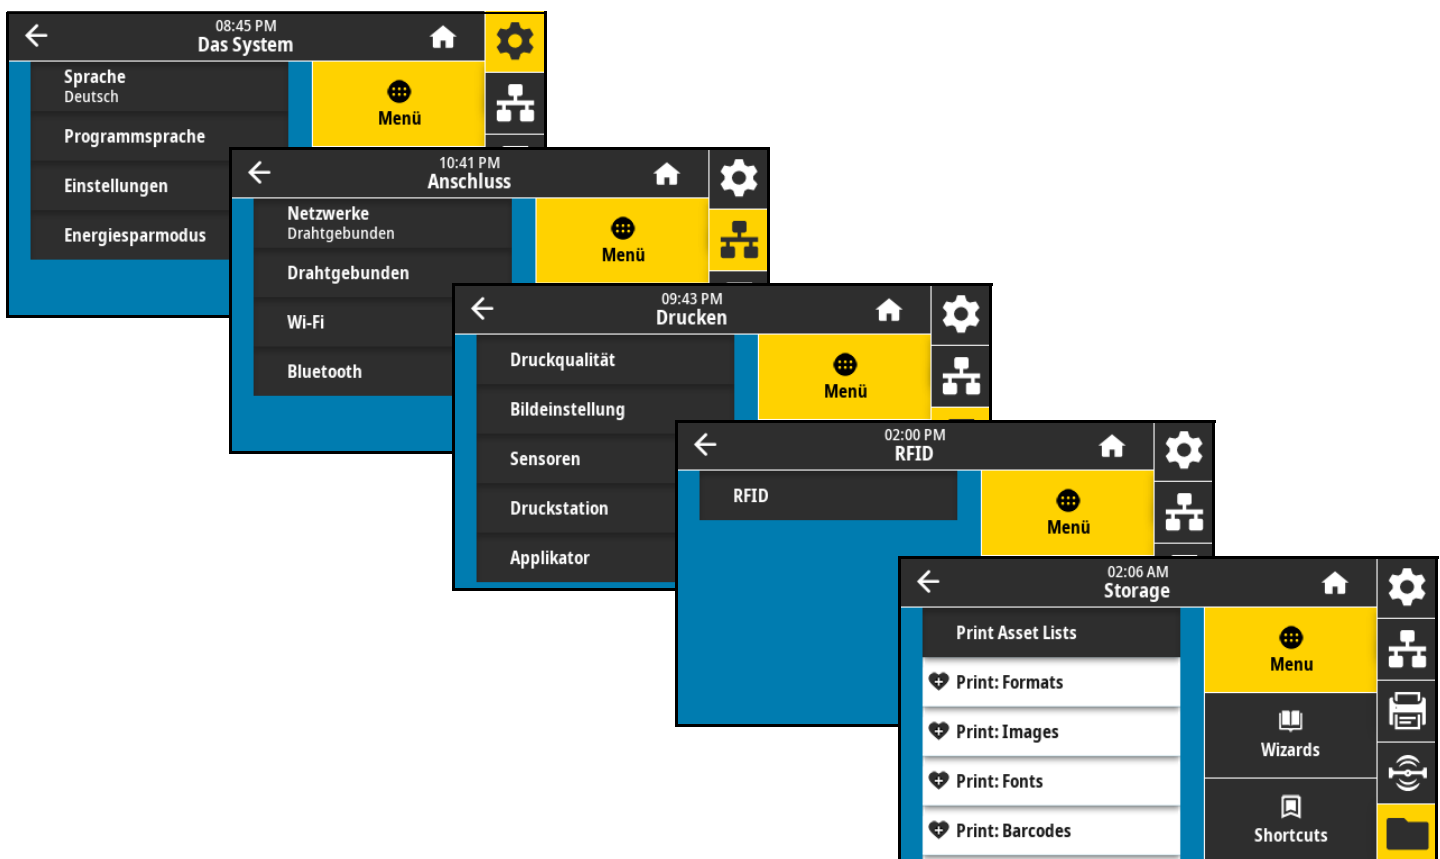 08:45 PM
Das System
Sprache
Deutsch
Programmsprache
Einstellungen
Energiesparmodus
Menü
10:41 PM
Anschluss
Netzwerke
Drahtgebunden
Drahtgebunden
Wi-Fi
Bluetooth
Menü
09:43 PM
Drucken
Druckqualität
Bildeinstellung
Sensoren
Druckstation
Applikator
Menü
02:00 PM
RFID
RFID
Menü
02:06 AM
Storage
Print Asset Lists
Print: Formats
Print: Images
Print: Fonts
Print: Barcodes
Menu
Wizards
Shortcuts